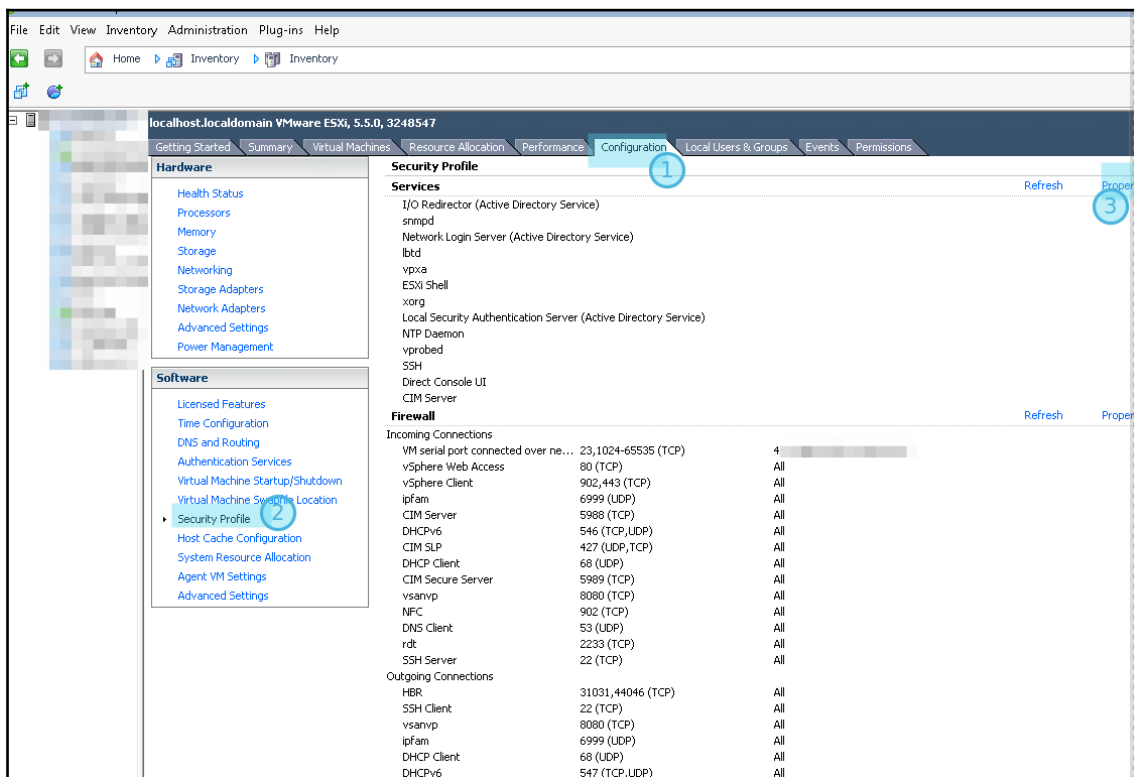 File Edit View Inventory Administration Plug-ins Help
Home Inventory Inventory
localhost.localdomain VMware ESXi, 5.5.0, 3248547
Getting Started Summary Virtual Machines Resource Allocation Performance Configuration Local Users & Groups Events Permissions
1
Hardware
Health Status
Processors
Memory
Storage
Networking
Storage Adapters
Network Adapters
Advanced Settings
Power Management
Software
Licensed Features
Time Configuration
DNS and Routing
Authentication Services
Virtual Machine Startup/Shutdown
Virtual Machine Swapfile Location
Security Profile 2
Host Cache Configuration
System Resource Allocation
Agent VM Settings
Advanced Settings
Security Profile
Services Refresh Proper
3
I/O Redirector (Active Directory Service)
snmpd
Network Login Server (Active Directory Service)
lbtd
vpxa
ESXi Shell
xorg
Local Security Authentication Server (Active Directory Service)
NTP Daemon
vprobed
SSH
Direct Console UI
CIM Server
Firewall Refresh Proper
Incoming Connections
VM serial port connected over ne... 23,1024-65535 (TCP) 4
vSphere Web Access 80 (TCP) All
vSphere Client 902,443 (TCP) All
ipfam 6999 (UDP) All
CIM Server 5988 (TCP) All
DHCPv6 546 (TCP,UDP) All
CIM SLP 427 (UDP,TCP) All
DHCP Client 68 (UDP) All
CIM Secure Server 5989 (TCP) All
vsanvp 8080 (TCP) All
NFC 902 (TCP) All
DNS Client 53 (UDP) All
rdt 2233 (TCP) All
SSH Server 22 (TCP) All
Outgoing Connections
HBR 31031,44046 (TCP) All
SSH Client 22 (TCP) All
vsanvp 8080 (TCP) All
ipfam 6999 (UDP) All
DHCP Client 68 (UDP) All
DHCPv6 547 (TCP,UDP) All